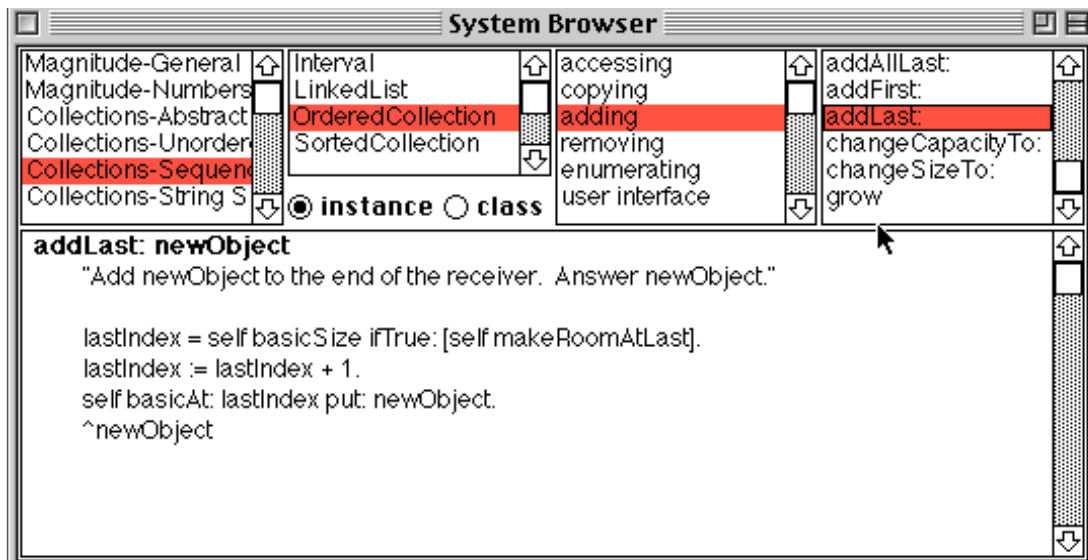 System Browser
Magnitude-General
Magnitude-Numbers
Collections-Abstract
Collections-Unorder
Collections-Sequen
Collections-String S
Interval
LinkedList
OrderedCollection
SortedCollection
instance class
accessing
copying
adding
removing
enumerating
user interface
addAllLast:
addFirst:
addLast:
changeCapacityTo:
changeSizeTo:
grow
addLast: newObject
"Add newObject to the end of the receiver. Answer newObject."
lastIndex = self basicSize ifTrue: [self makeRoomAtLast].
lastIndex := lastIndex + 1.
self basicAt: lastIndex put: newObject.
^newObject